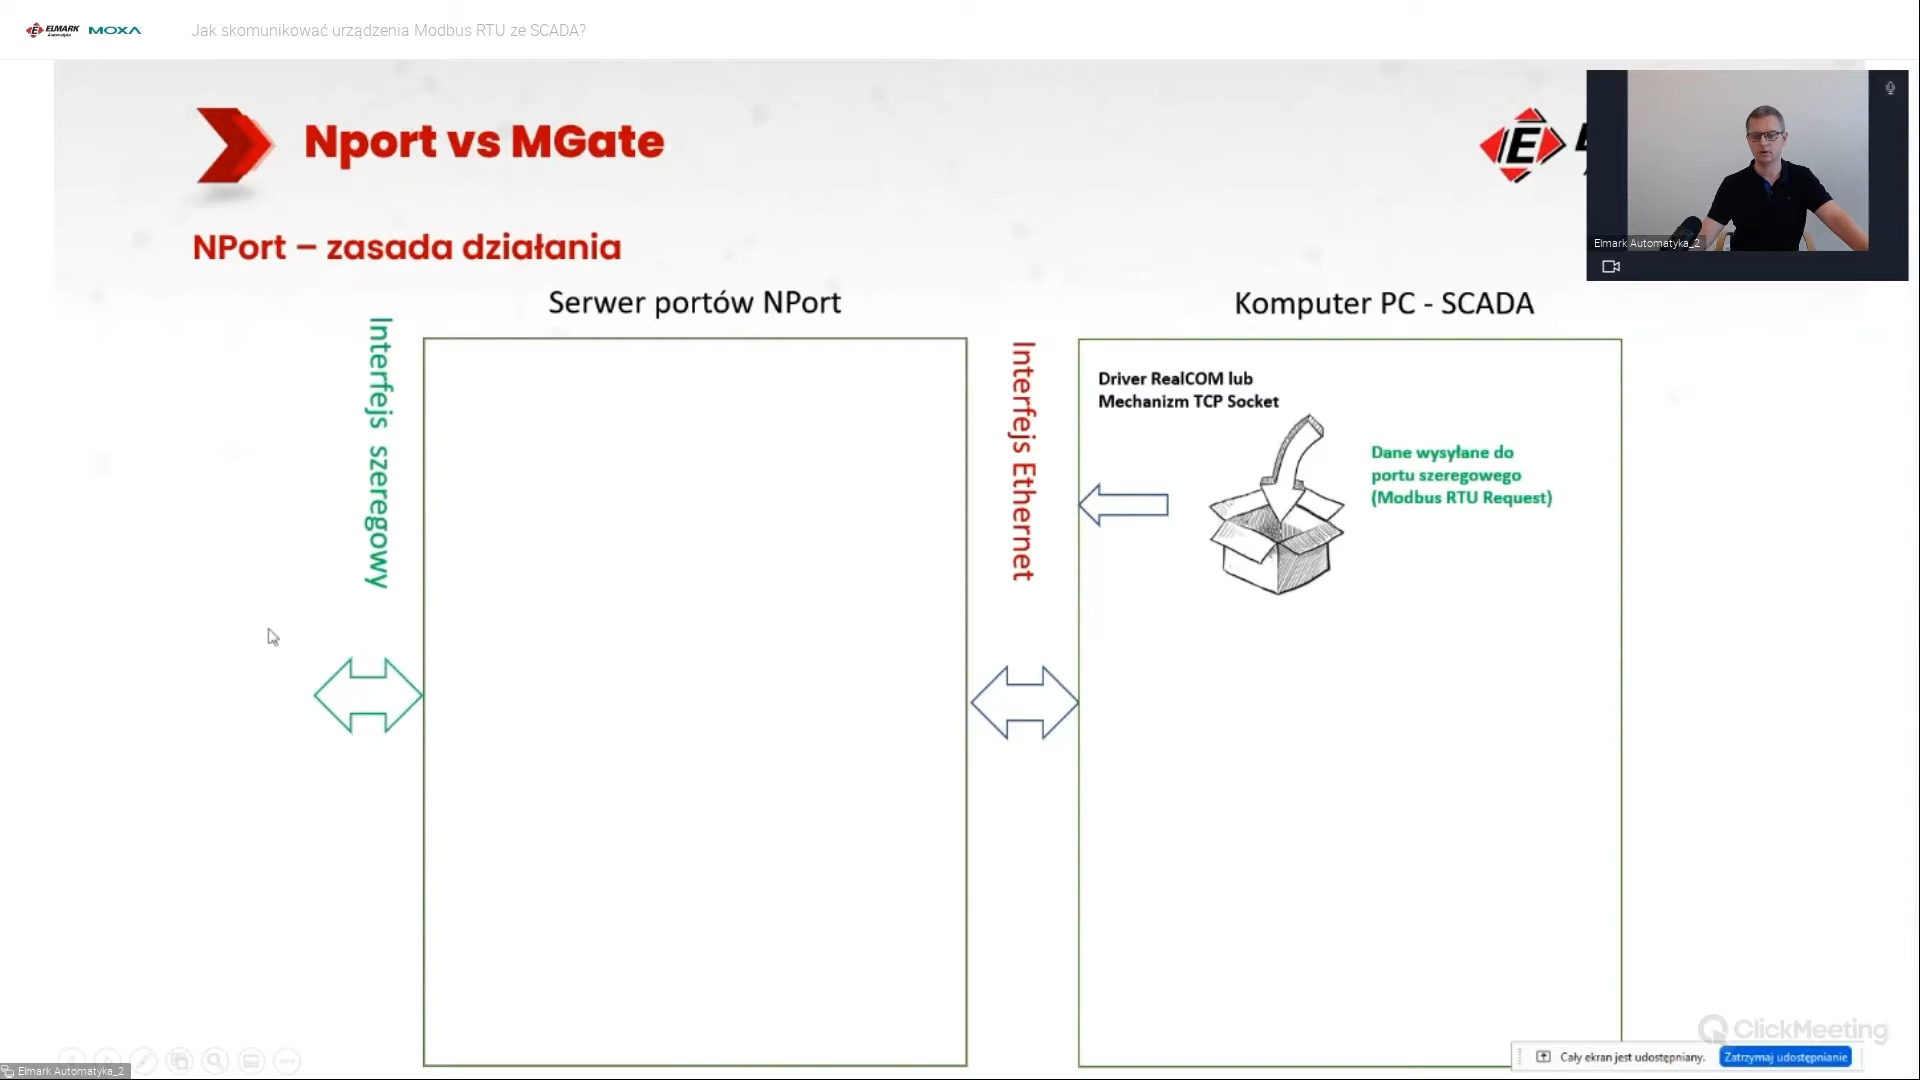 ELMARK
Automatyka
MOXA
Jak skomunikować urządzenia Modbus RTU ze SCADA?
Nport vs MGate
E
NPort – zasada działania
Elmark Automatyka_2
Serwer portów NPort
Komputer PC - SCADA
Interfejs szeregowy
Interfejs Ethernet
Driver RealCOM lub
Mechanizm TCP Socket
Dane wysyłane do
portu szeregowego
(Modbus RTU Request)
ClickMeeting
Cały ekran jest udostępniany.
Zatrzymaj udostępnianie
Elmark Automatyka_2